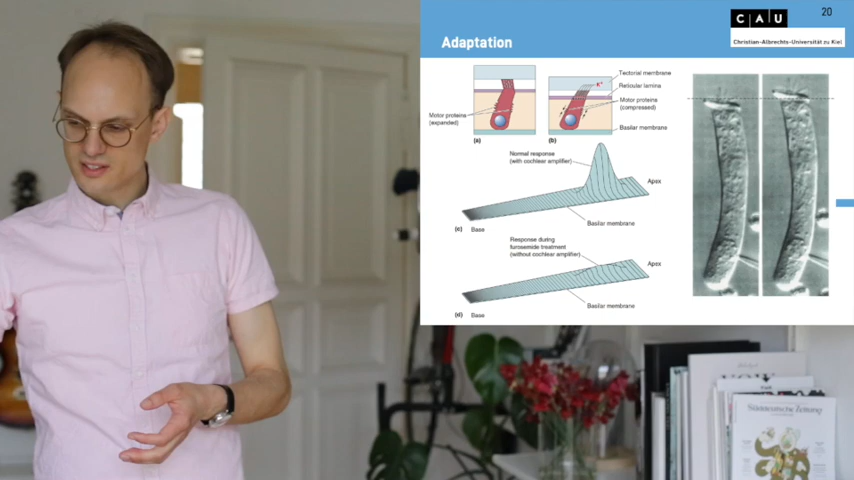 20
CAU
Christian-Albrechts-Universität zu Kiel
Adaptation
Tectorial membrane
K+
Reticular lamina
Motor proteins
(compressed)
Motor proteins
(expanded)
Basilar membrane
(a)
(b)
Normal response
(with cochlear amplifier)
Apex
Basilar membrane
(c)
Base
Response during
furosemide treatment
(without cochlear amplifier)
Apex
Basilar membrane
(d)
Base
Süddeutsche Zeitung